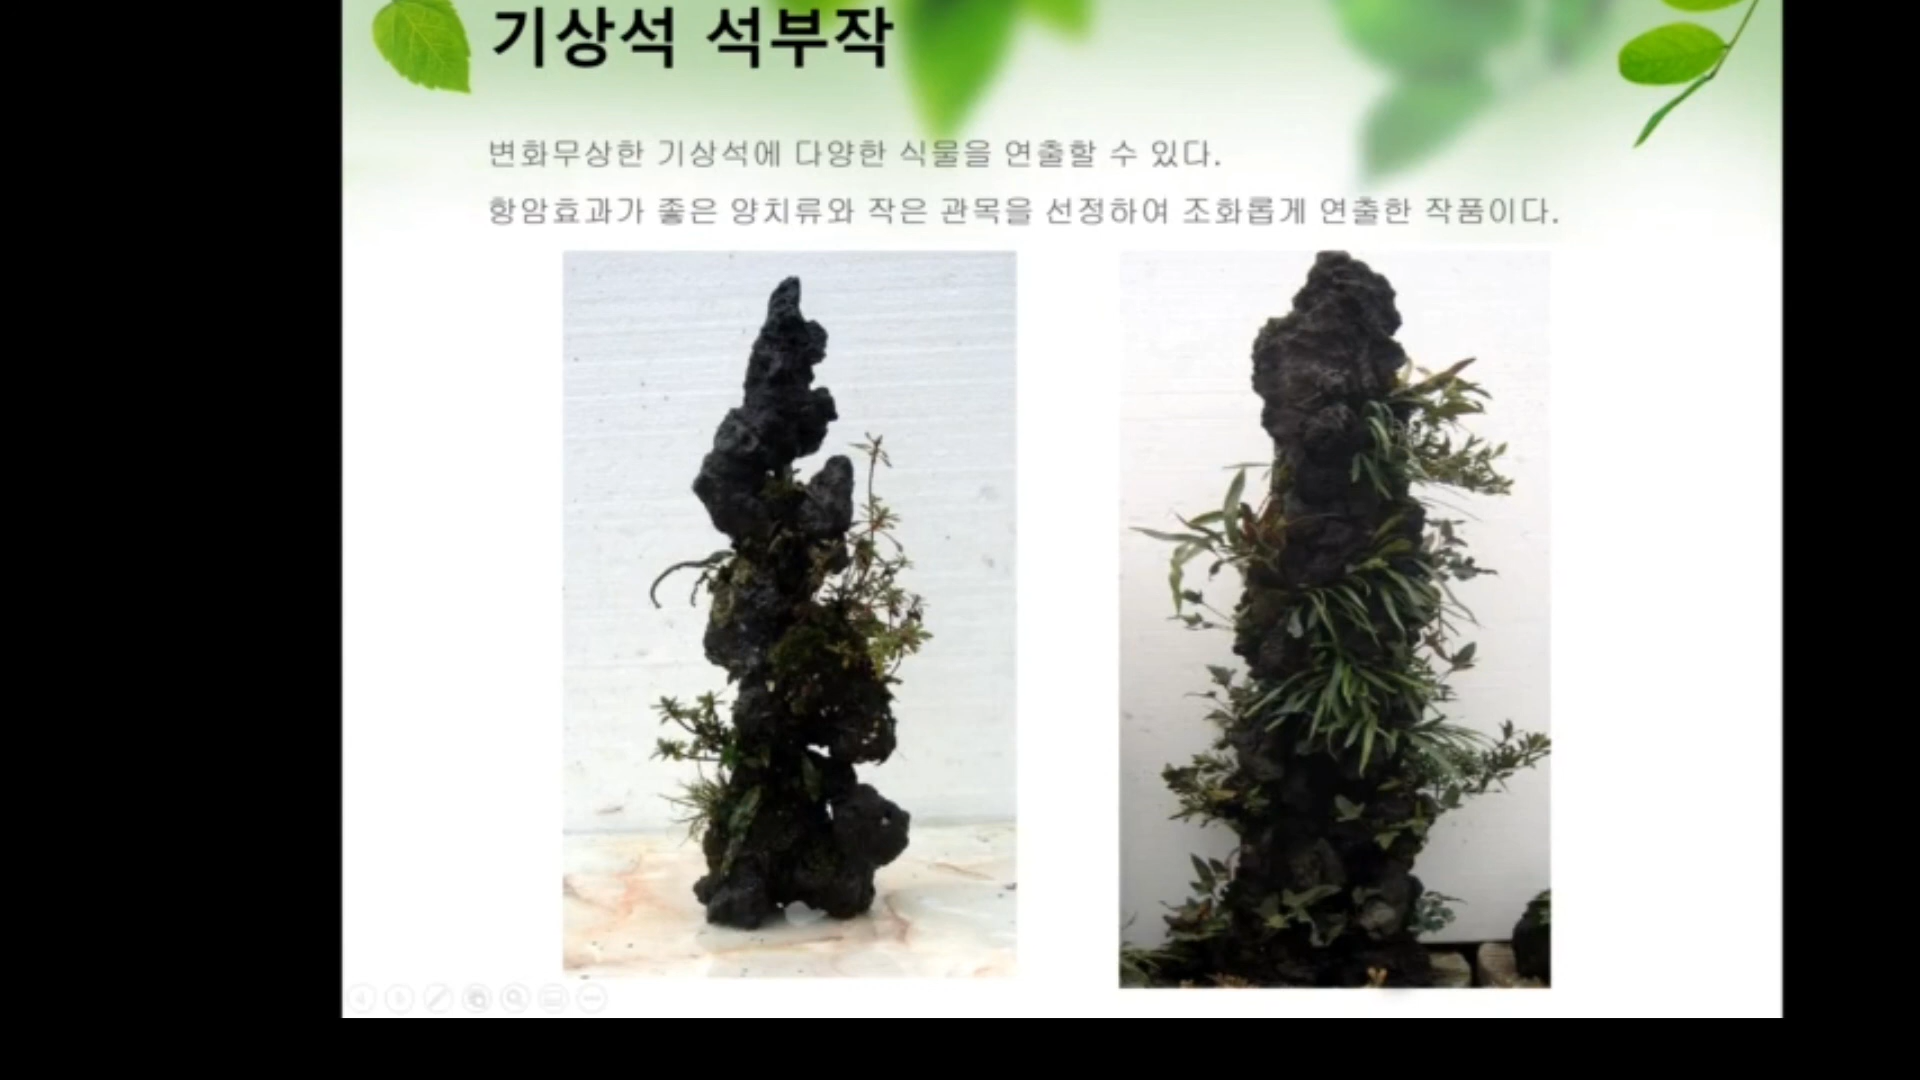 기상석 석부작
변화무상한 기상석에 다양한 식물을 연출할 수 있다.
항암효과가 좋은 양치류와 작은 관목을 선정하여 조화롭게 연출한 작품이다.